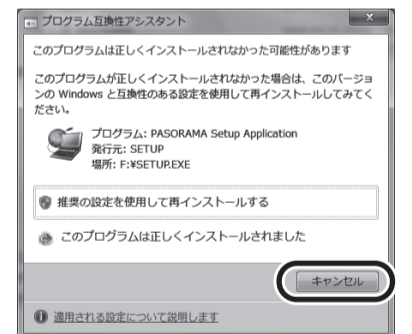 プログラム互換性アシスタント
このプログラムは正しくインストールされなかった可能性があります
このプログラムが正しくインストールされなかった場合は、このバージョ
ンの Windows と互換性のある設定を使用して再インストールしてみてく
ださい。
プログラム: PASORAMA Setup Application
発行元: SETUP
場所: F:¥SETUP.EXE
推奨の設定を使用して再インストールする
このプログラムは正しくインストールされました
キャンセル
適用される設定について説明します